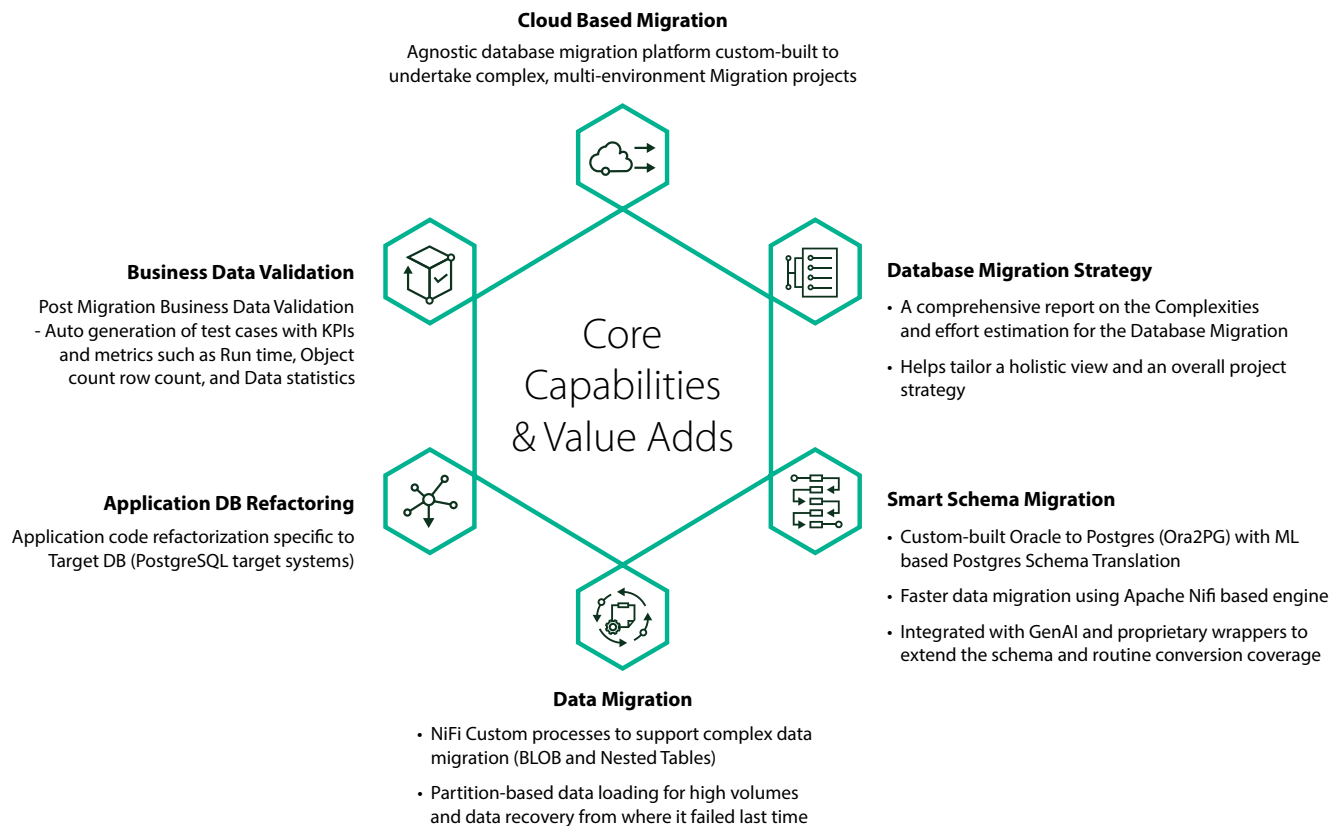 Cloud Based Migration
Agnostic database migration platform custom-built to
undertake complex, multi-environment Migration projects
Business Data Validation
Post Migration Business Data Validation
- Auto generation of test cases with KPIs
and metrics such as Run time, Object
count row count, and Data statistics
Database Migration Strategy
• A comprehensive report on the Complexities
and effort estimation for the Database Migration
• Helps tailor a holistic view and an overall project
strategy
Core
Capabilities
& Value Adds
Application DB Refactoring
Application code refactorization specific to
Target DB (PostgreSQL target systems)
Smart Schema Migration
• Custom-built Oracle to Postgres (Ora2PG) with ML
based Postgres Schema Translation
• Faster data migration using Apache Nifi based engine
• Integrated with GenAI and proprietary wrappers to
extend the schema and routine conversion coverage
Data Migration
• NiFi Custom processes to support complex data
migration (BLOB and Nested Tables)
• Partition-based data loading for high volumes
and data recovery from where it failed last time